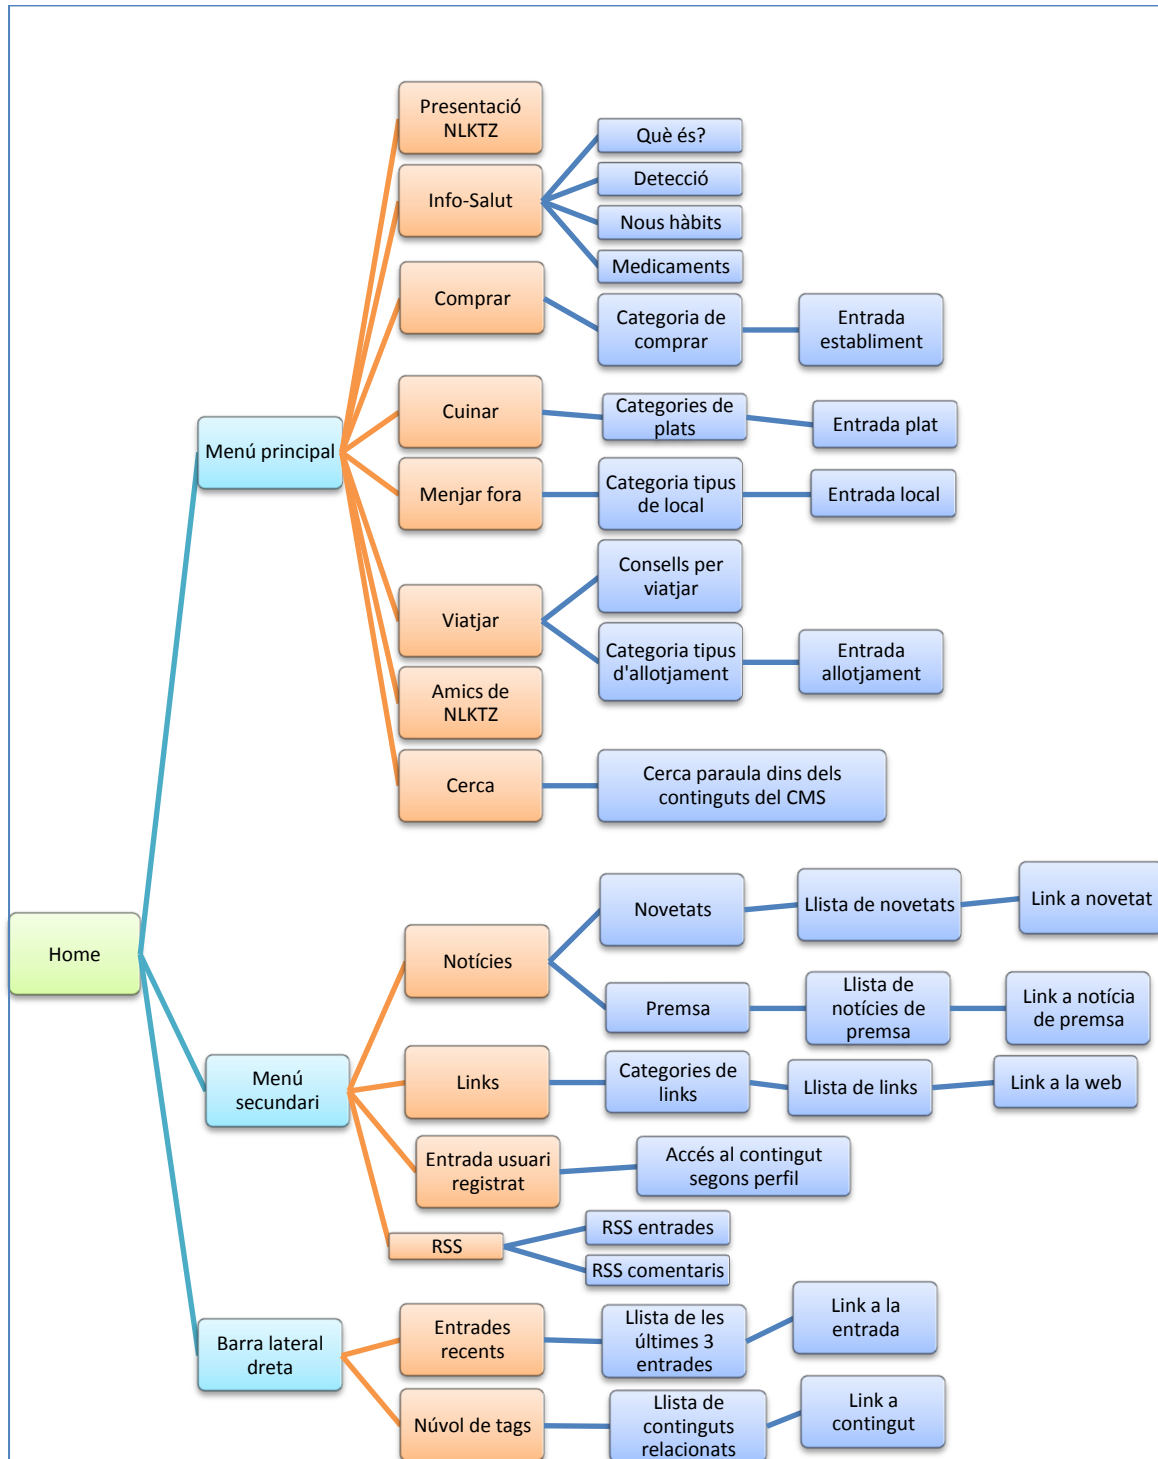 Presentació
NLKTZ
Què és?
Detecció
Info-Salut
Nous hàbits
Medicaments
Comprar
Categoria de
comprar
Entrada
establiment
Cuinar
Categories de
plats
Entrada plat
Menú principal
Menjar fora
Categoria tipus
de local
Entrada local
Consells per
viatjar
Viatjar
Categoria tipus
d'allotjament
Entrada
allotjament
Amics de
NLKTZ
Cerca
Cerca paraula dins dels
continguts del CMS
Home
Novetats
Llista de novetats
Link a novetat
Notícies
Premsa
Llista de
notícies de
premsa
Link a notícia
de premsa
Menú
secundari
Links
Categories de
links
Llista de links
Link a la web
Entrada usuari
registrat
Accés al contingut
segons perfil
RSS
RSS entrades
RSS comentaris
Barra lateral
dreta
Entrades
recents
Llista de les
últimes 3
entrades
Link a la
entrada
Núvol de tags
Llista de
continguts
relacionats
Link a
contingut